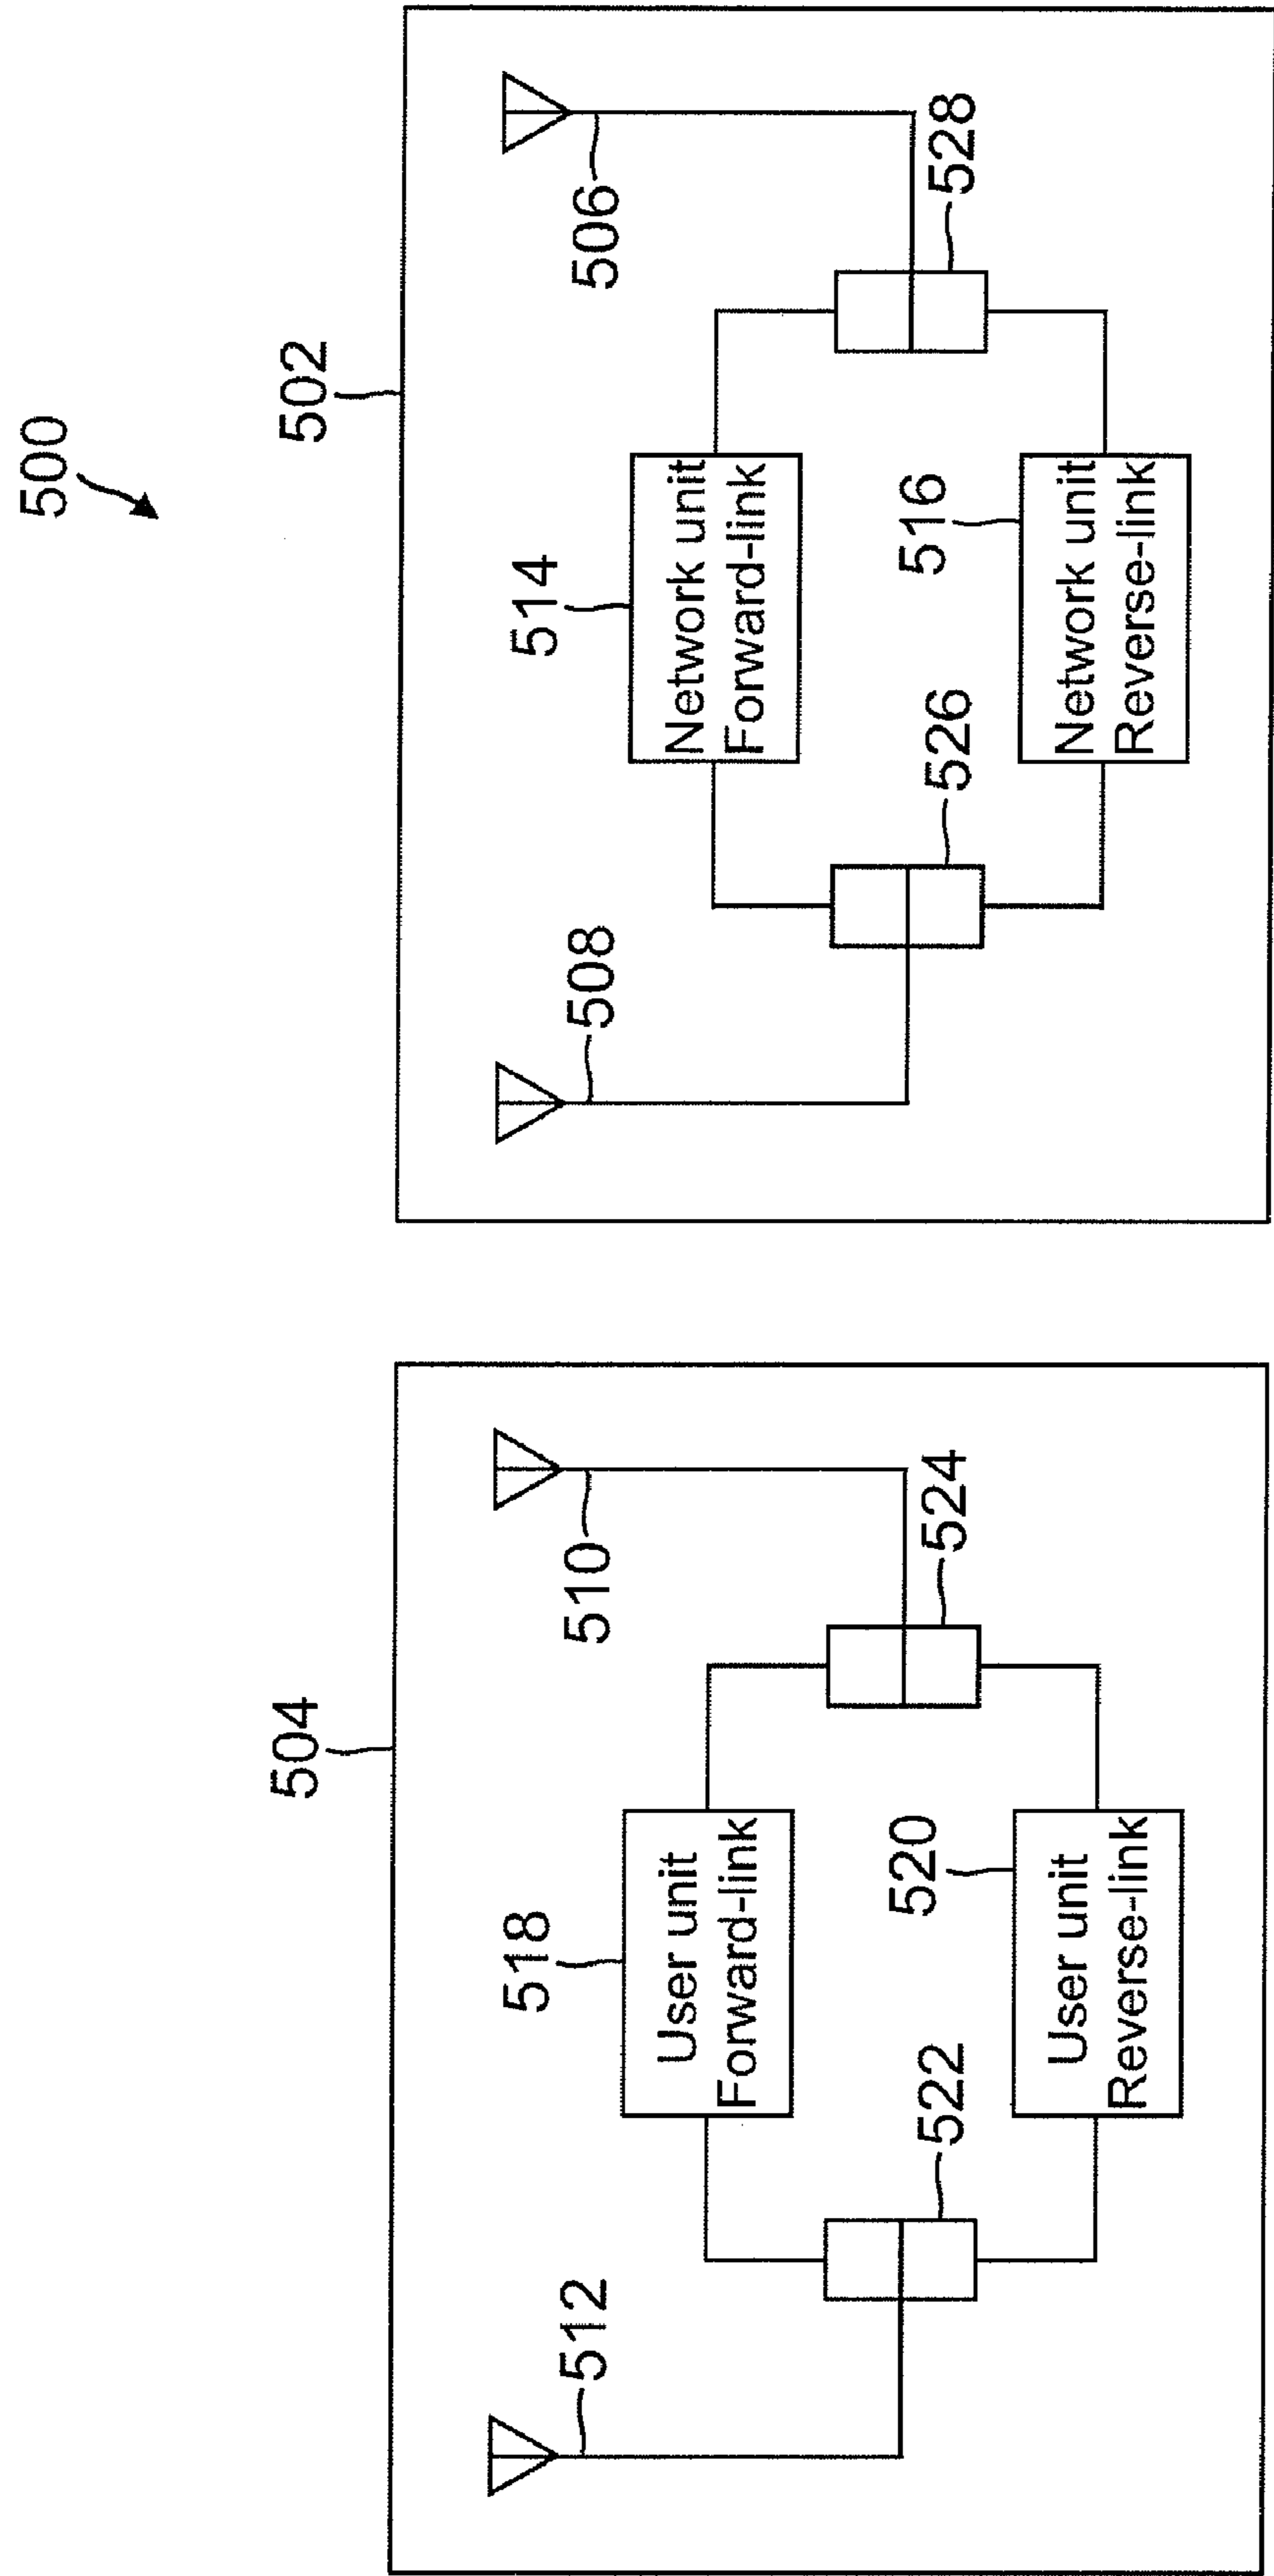 500
504
502
512
518
User unit
Forward-link
510
508
514
Network unit
Forward-link
506
522
520
User unit
Reverse-link
524
526
516
Network unit
Reverse-link
528